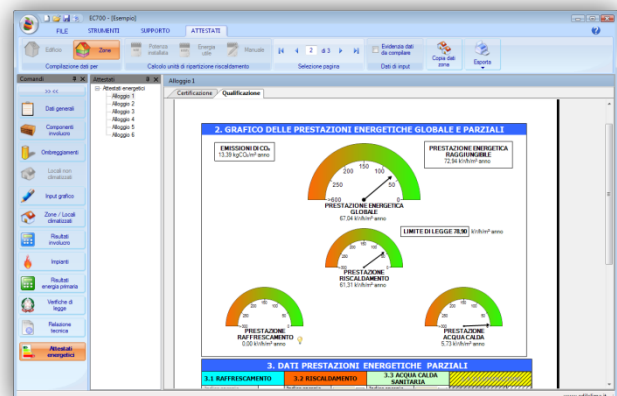 EC700 - [Esempio]
FILE STRUMENTI SUPPORTO ATTESTATI
Edificio Zone Potenza installata Energia utile Manuale 2 di 3 Evidenzia dati da compilare Copia dati zona Esporta
Compilazione dati per Calcolo unità di ripartizione riscaldamento Selezione pagina Dati di input
Comandi
Attestati
Alloggio 1
Certificazione Qualificazione
Attestati energetici
Alloggio 1
Alloggio 2
Alloggio 3
Alloggio 4
Alloggio 5
Alloggio 6
Dati generali
Componenti involucro
Ombreggiamenti
Locali non climatizzati
Input grafico
Zone / Locali climatizzati
Risultati involucro
Impianti
Risultati energia primaria
Verifiche di legge
Relazione tecnica
Attestati energetici
2. GRAFICO DELLE PRESTAZIONI ENERGETICHE GLOBALE E PARZIALI
EMISSIONI DI CO₂
13,39 kgCO₂/m² anno
PRESTAZIONE ENERGETICA
RAGGIUNGIBILE
72,94 kWh/m² anno
200 150 100
250 50
>600 0
PRESTAZIONE ENERGETICA
GLOBALE
67,04 kWh/m² anno
LIMITE DI LEGGE 78,90 kWh/m² anno
PRESTAZIONE
RISCALDAMENTO
61,31 kWh/m² anno
PRESTAZIONE
RAFFRESCAMENTO
0,00 kWh/m² anno
PRESTAZIONE
ACQUA CALDA
5,73 kWh/m² anno
3. DATI PRESTAZIONI ENERGETICHE PARZIALI
3.1 RAFFRESCAMENTO 3.2 RISCALDAMENTO 3.3 ACQUA CALDA
SANITARIA